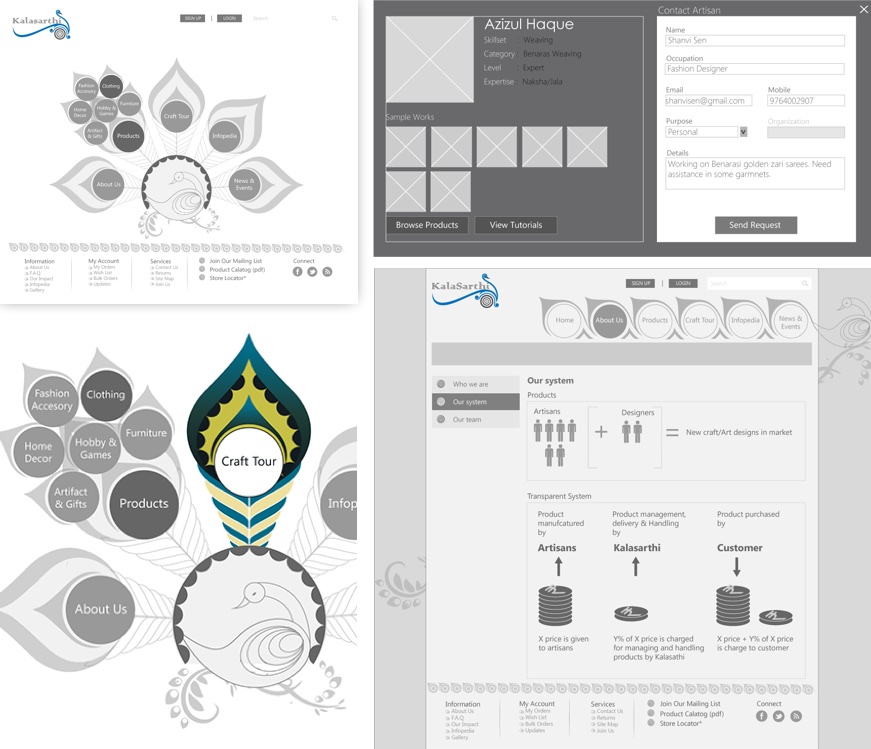 KalaSarthi
SIGN UP | LOGIN Search
Fashion Accesory
Clothing
Home Decor
Hobby & Games
Furniture
Artifact & Gifts
Products
Craft Tour
Infopedia
About Us
News & Events
Information
About Us
F.A.Q
Our Impact
Infopedia
Gallery
My Account
My Orders
Wish List
Bulk Orders
Updates
Services
Contact Us
Returns
Site Map
Join Us
Join Our Mailing List
Product Calatog (pdf)
Store Locator*
Connect
Azizul Haque
Skillset : Weaving
Category : Benaras Weaving
Level : Expert
Expertise : Naksha/Jala
Sample Works
Browse Products
View Tutorials
Contact Artisan
Name
Shanvi Sen
Occupation
Fashion Designer
Email
shanvisen@gmail.com
Mobile
9764002907
Purpose
Personal
Organization
Details
Working on Benarasi golden zari sarees. Need
assistance in some garmnets.
Send Request
Fashion
Accesory
Clothing
Home
Decor
Hobby &
Games
Furniture
Artifact
& Gifts
Products
Craft Tour
Infop
About Us
KalaSarthi
SIGN UP | LOGIN Search
Home
About Us
Products
Craft Tour
Infopedia
News &
Events
Who we are
Our system
Our team
Our system
Products
Artisans
Designers
+
= New craft/Art designs in market
Transparent System
Product
manufcatured
by
Artisans
X price is given
to artisans
Product management,
delivery & Handling
by
Kalasarthi
Y% of X price is charged
for managing and handling
products by Kalasathi
Product purchased
by
Customer
X price + Y% of X price
is charge to customer
Information
About Us
F.A.Q
Our Impact
Infopedia
Gallery
My Account
My Orders
Wish List
Bulk Orders
Updates
Services
Contact Us
Returns
Site Map
Join Us
Join Our Mailing List
Product Catatog (pdf)
Store Locator*
Connect